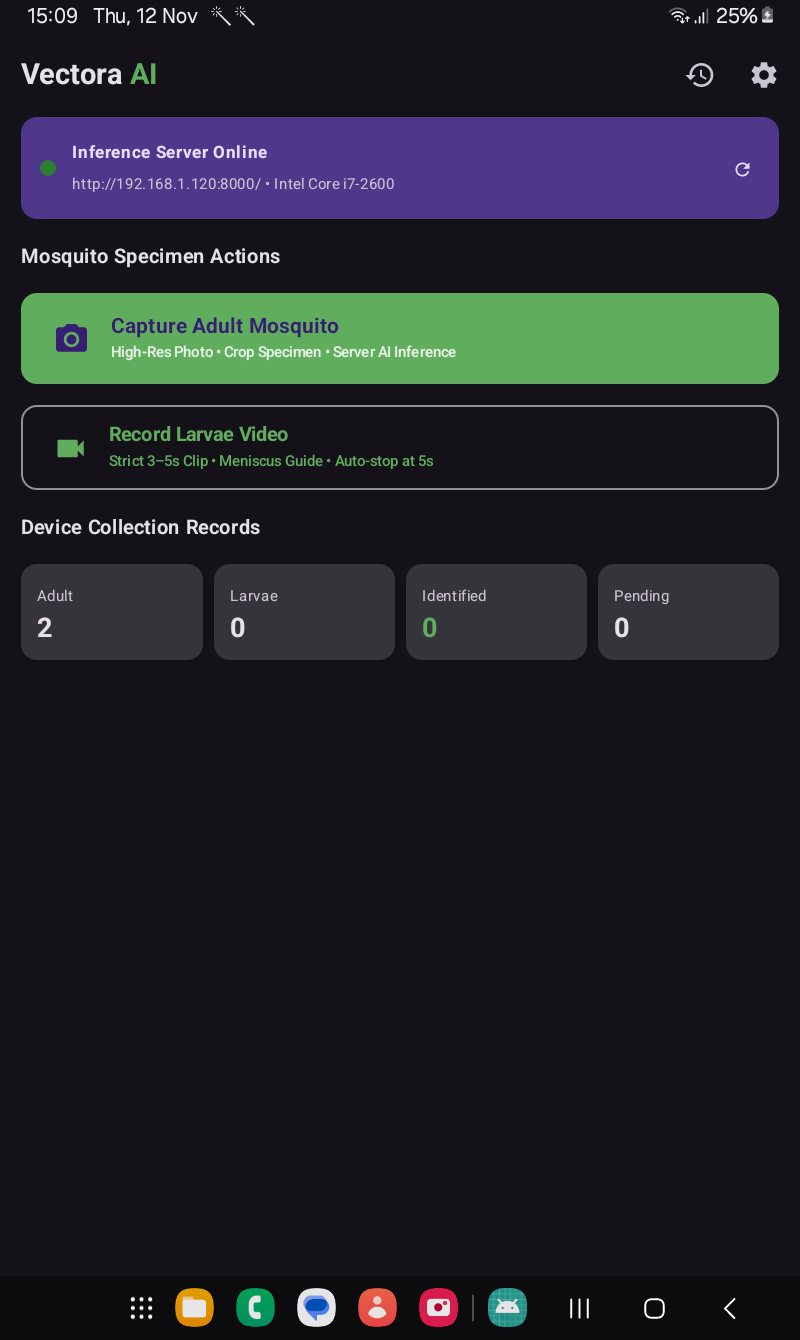 15:09 Thu, 12 Nov 25%
Vectora AI
Inference Server Online
http://192.168.1.120:8000/ • Intel Core i7-2600
Mosquito Specimen Actions
Capture Adult Mosquito
High-Res Photo • Crop Specimen • Server AI Inference
Record Larvae Video
Strict 3–5s Clip • Meniscus Guide • Auto-stop at 5s
Device Collection Records
Adult Larvae Identified Pending
2 0 0 0